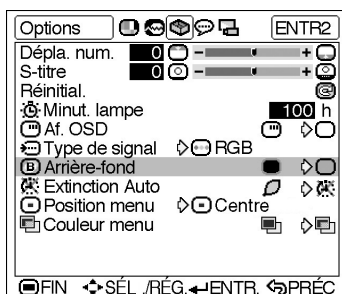 Options ENTR2
Dépla. num. 0 − +
S-titre 0 − +
Réinitial.
Minut. lampe 100 h
Af. OSD
Type de signal RGB
B Arrière-fond
Extinction Auto
Position menu Centre
Couleur menu
FIN SÉL./RÉG. ENTR. PRÉC